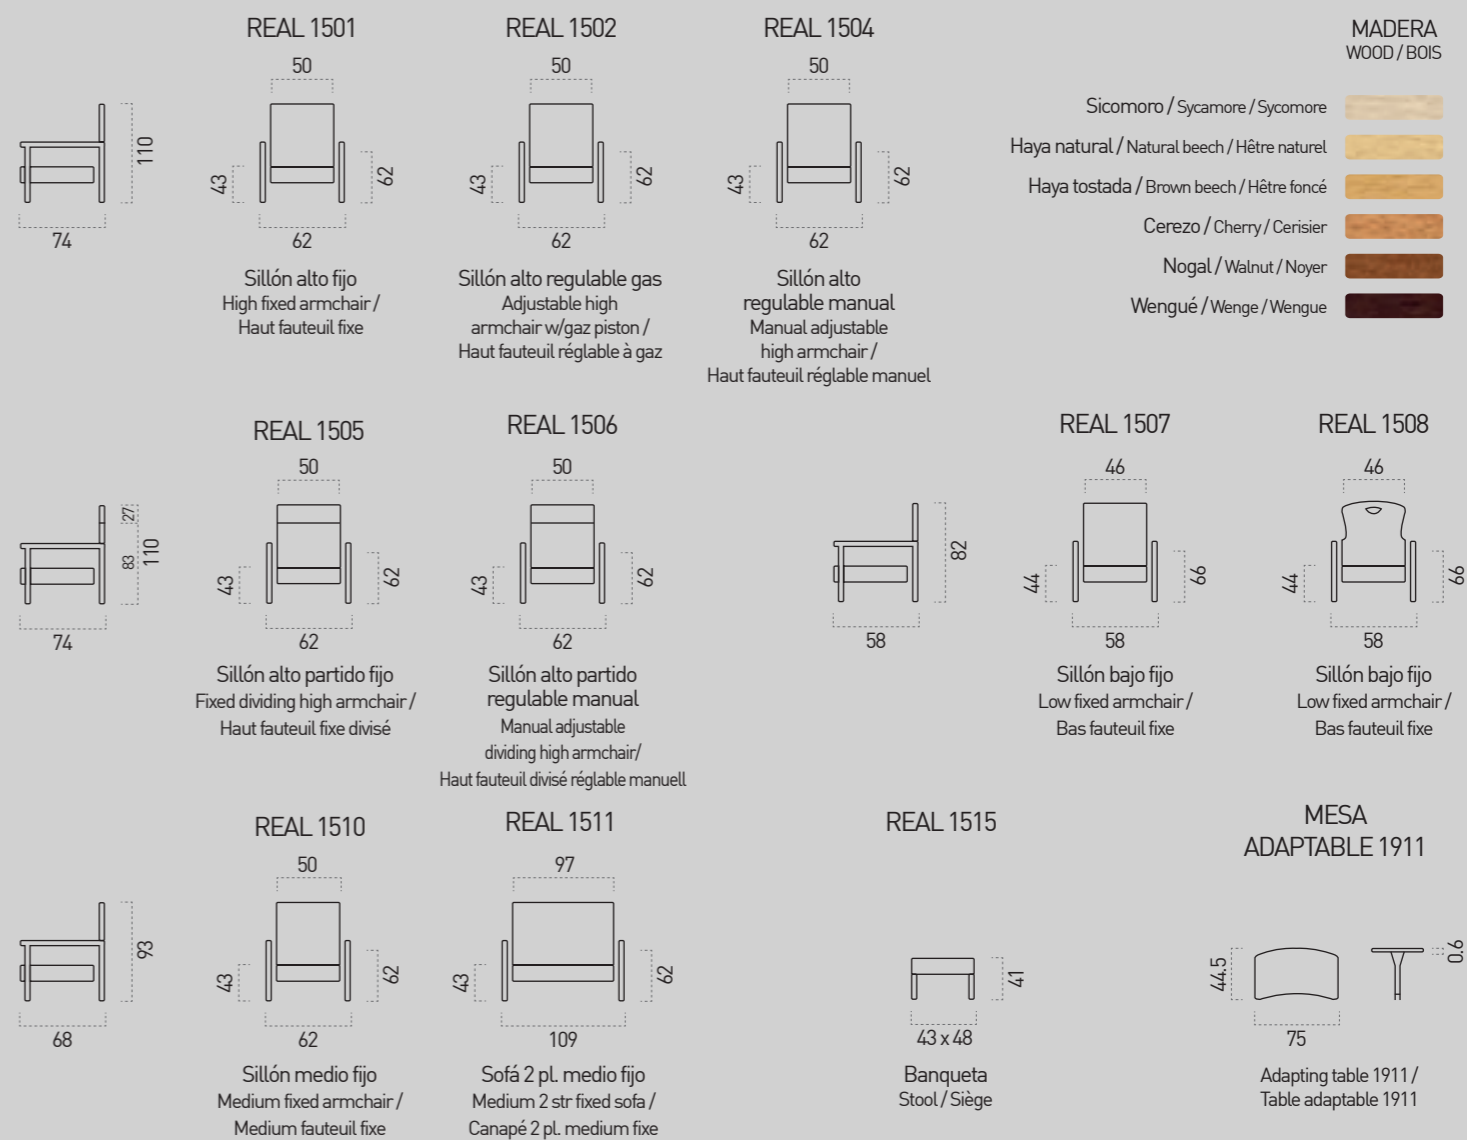 REAL 1501
50
110
43
62
74
62
Sillón alto fijo
High fixed armchair /
Haut fauteuil fixe
REAL 1502
50
43
62
62
Sillón alto regulable gas
Adjustable high
armchair w/gaz piston /
Haut fauteuil réglable à gaz
REAL 1504
50
43
62
62
Sillón alto
regulable manual
Manual adjustable
high armchair /
Haut fauteuil réglable manuel
MADERA
WOOD / BOIS
Sicomoro / Sycamore / Sycomore
Haya natural / Natural beech / Hêtre naturel
Haya tostada / Brown beech / Hêtre foncé
Cerezo / Cherry / Cerisier
Nogal / Walnut / Noyer
Wengué / Wenge / Wengue
REAL 1505
50
27
83
110
43
62
74
62
Sillón alto partido fijo
Fixed dividing high armchair /
Haut fauteuil fixe divisé
REAL 1506
50
43
62
62
Sillón alto partido
regulable manual
Manual adjustable
dividing high armchair/
Haut fauteuil divisé réglable manuell
REAL 1507
46
82
44
66
58
58
Sillón bajo fijo
Low fixed armchair /
Bas fauteuil fixe
REAL 1508
46
44
66
58
Sillón bajo fijo
Low fixed armchair /
Bas fauteuil fixe
REAL 1510
50
93
43
62
68
62
Sillón medio fijo
Medium fixed armchair /
Medium fauteuil fixe
REAL 1511
97
43
62
109
Sofá 2 pl. medio fijo
Medium 2 str fixed sofa /
Canapé 2 pl. medium fixe
REAL 1515
41
43 x 48
Banqueta
Stool / Siège
MESA
ADAPTABLE 1911
44.5
0.6
75
Adapting table 1911 /
Table adaptable 1911